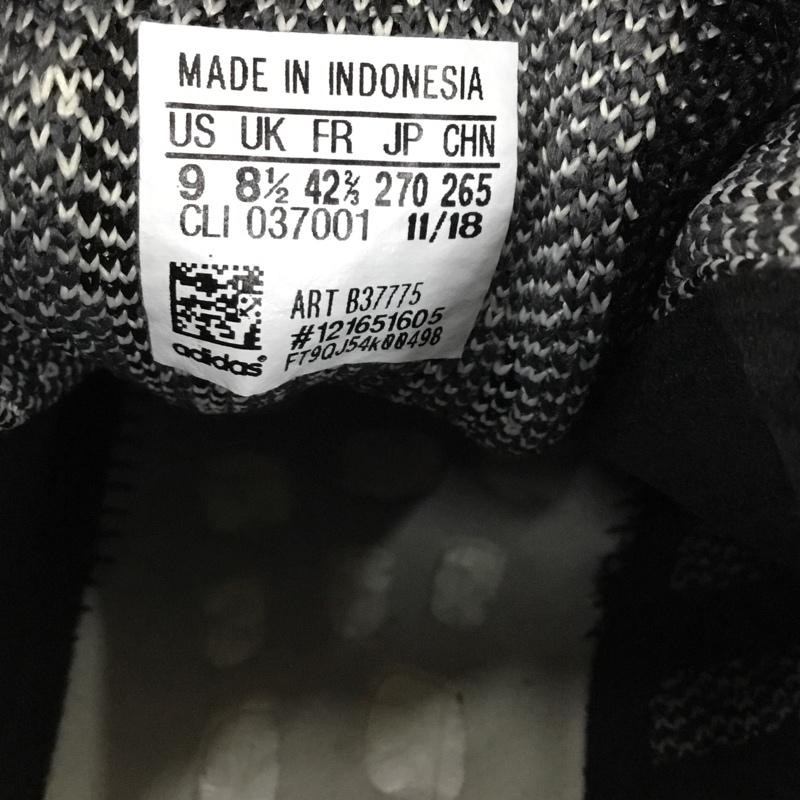 MADE IN INDONESIA
US UK FR JP CHN
9 8½ 42⅔ 270 265
CLI 037001 11/18
ART B37775
#121651605
FT9QJ54k00498
adidas®